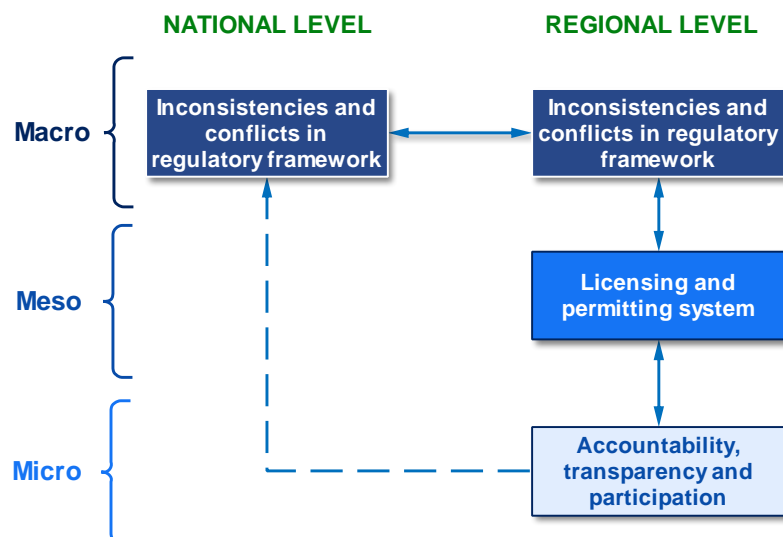 NATIONAL LEVEL
REGIONAL LEVEL
Macro
Inconsistencies and
conflicts in
regulatory framework
Inconsistencies and
conflicts in regulatory
framework
Meso
Licensing and
permitting system
Micro
Accountability,
transparency and
participation